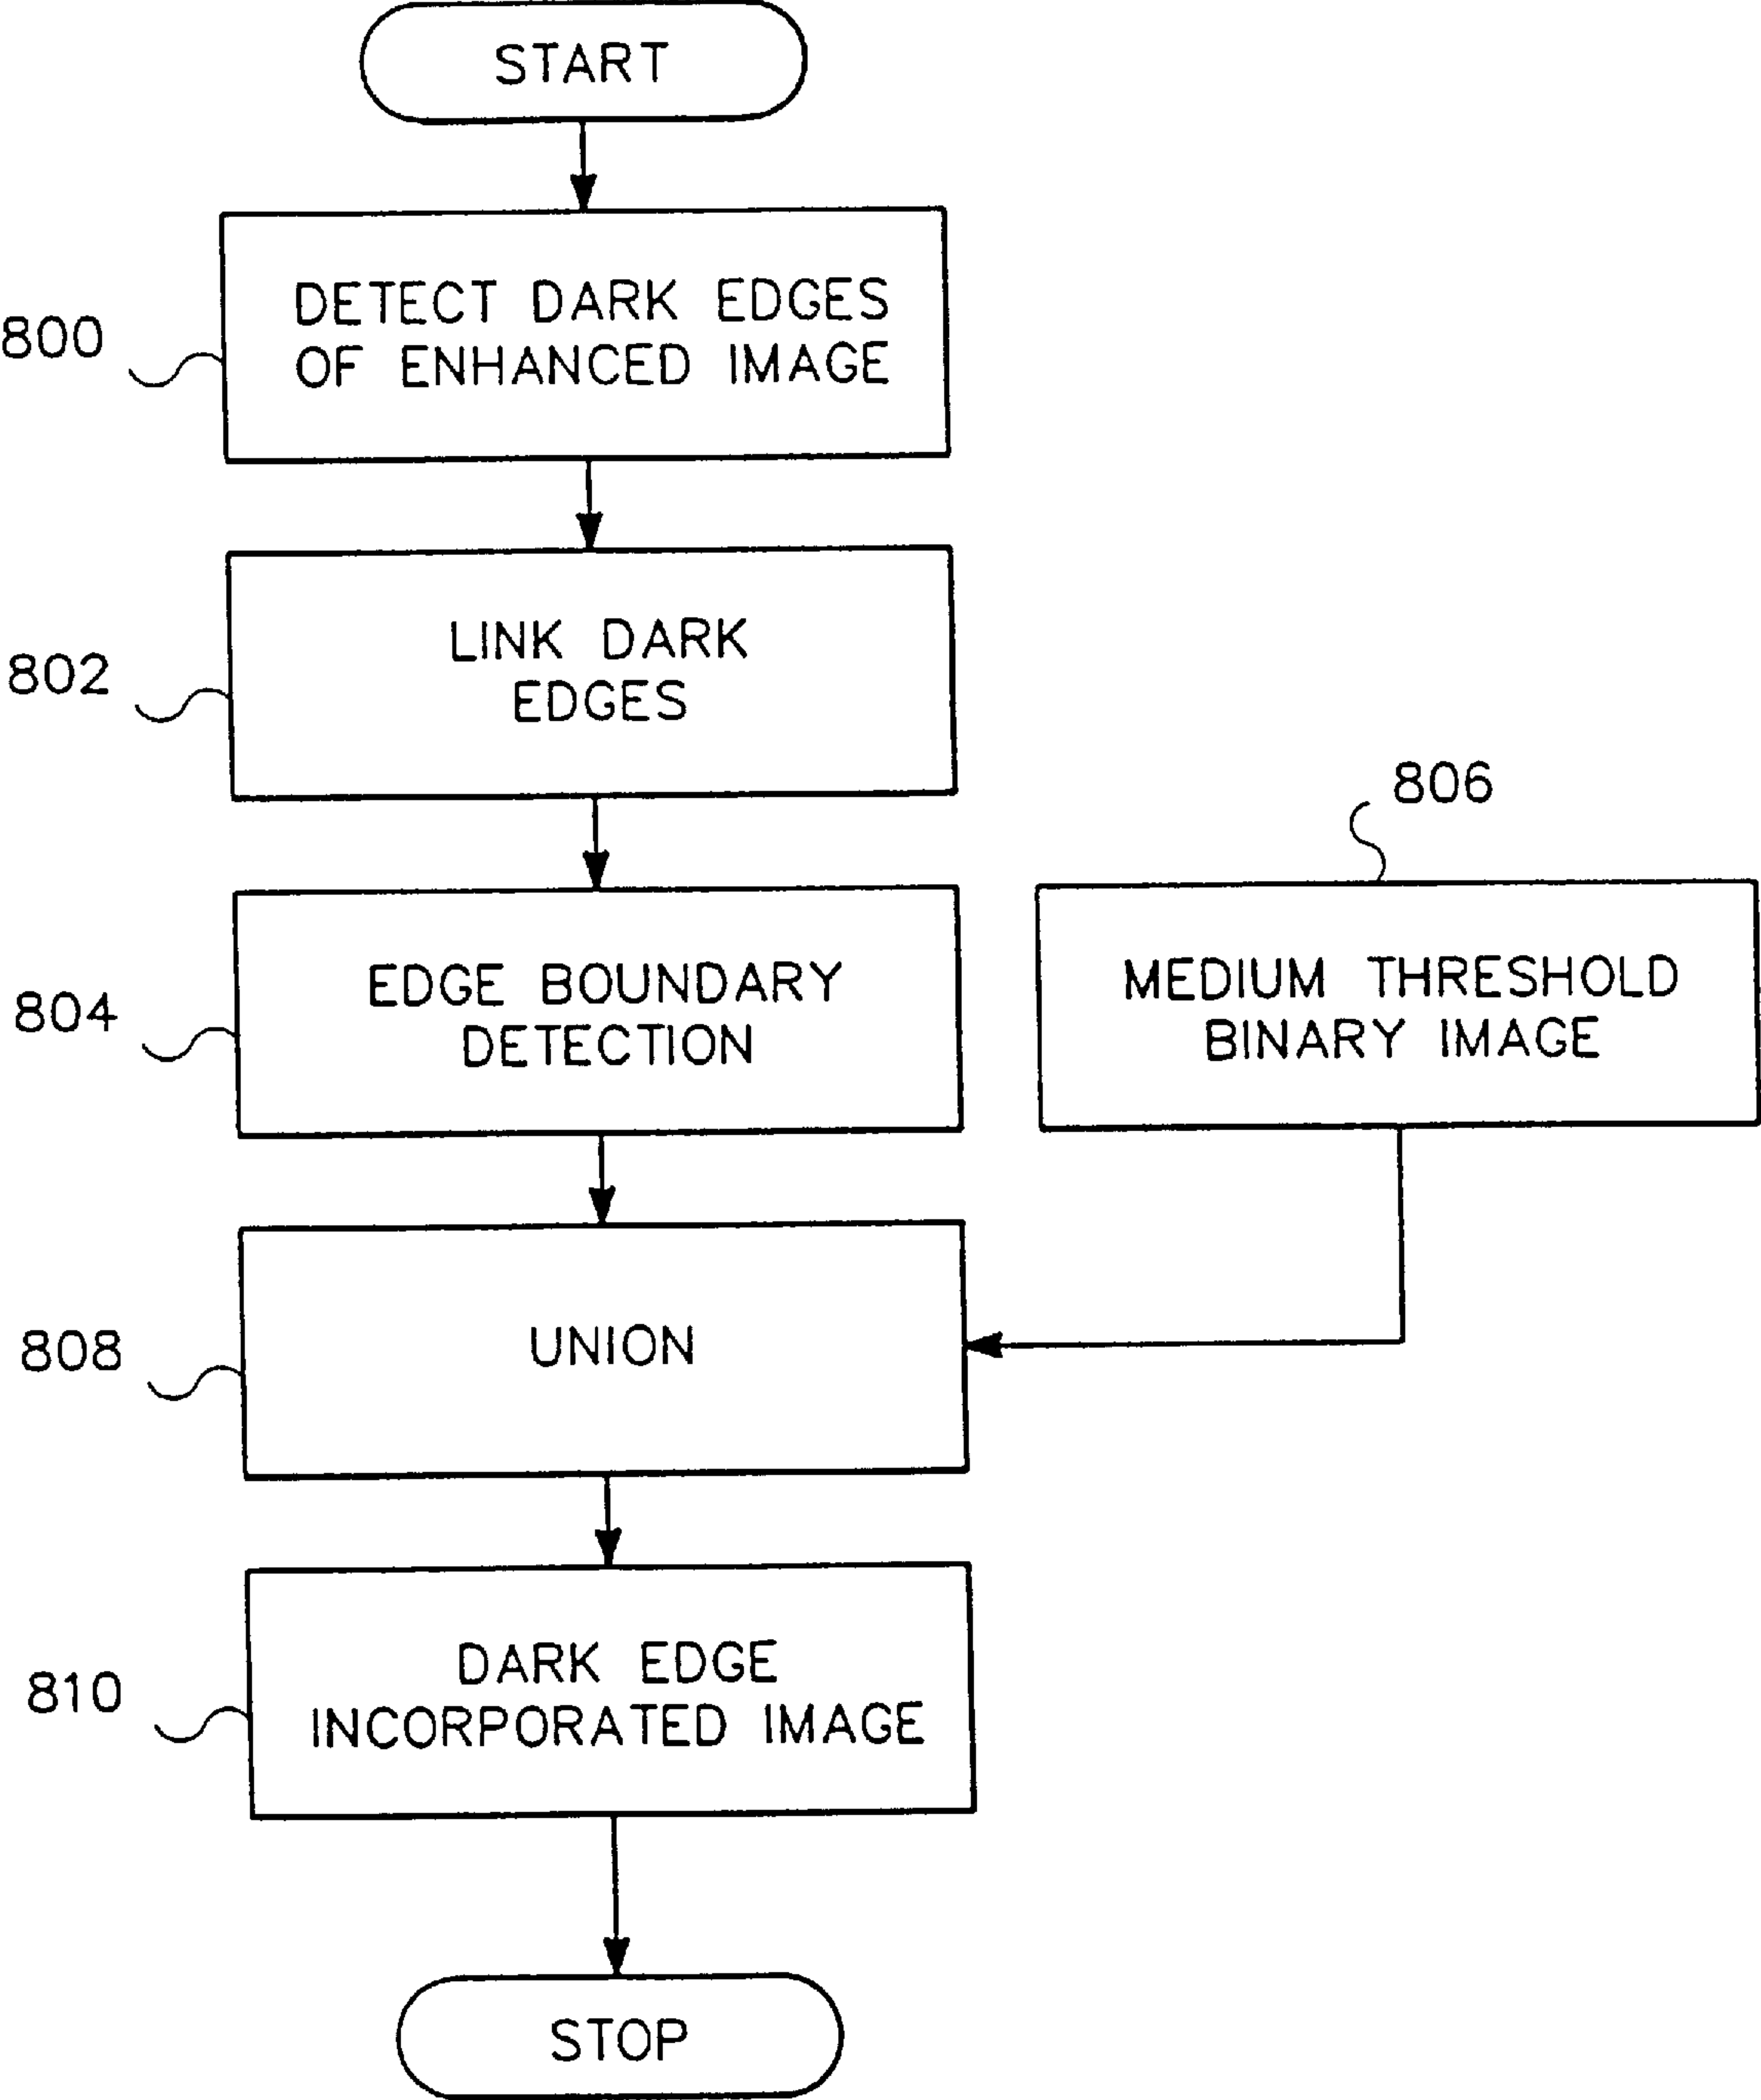 START
800
DETECT DARK EDGES
OF ENHANCED IMAGE
802
LINK DARK
EDGES
804
EDGE BOUNDARY
DETECTION
806
MEDIUM THRESHOLD
BINARY IMAGE
808
UNION
810
DARK EDGE
INCORPORATED IMAGE
STOP